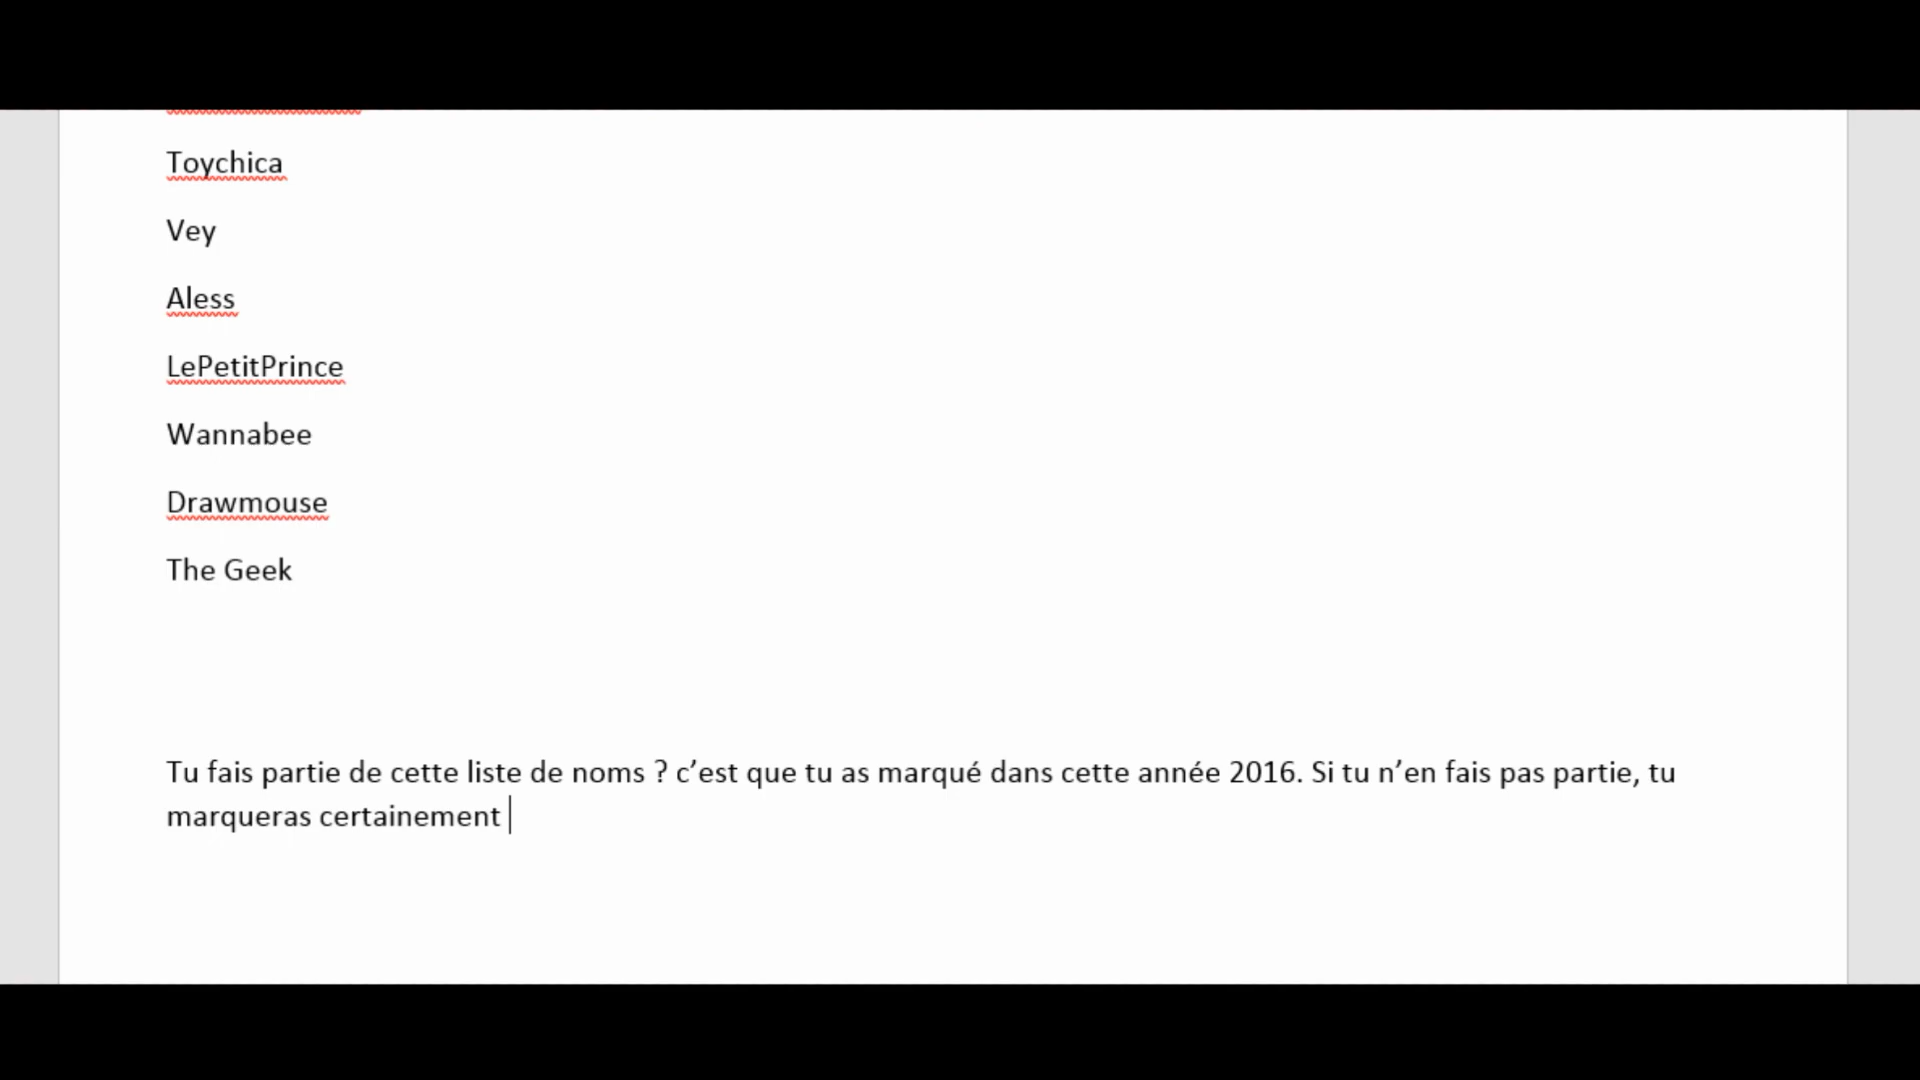 Toychica
Vey
Aless
LePetitPrince
Wannabee
Drawmouse
The Geek
Tu fais partie de cette liste de noms ? c’est que tu as marqué dans cette année 2016. Si tu n’en fais pas partie, tu
marqueras certainement